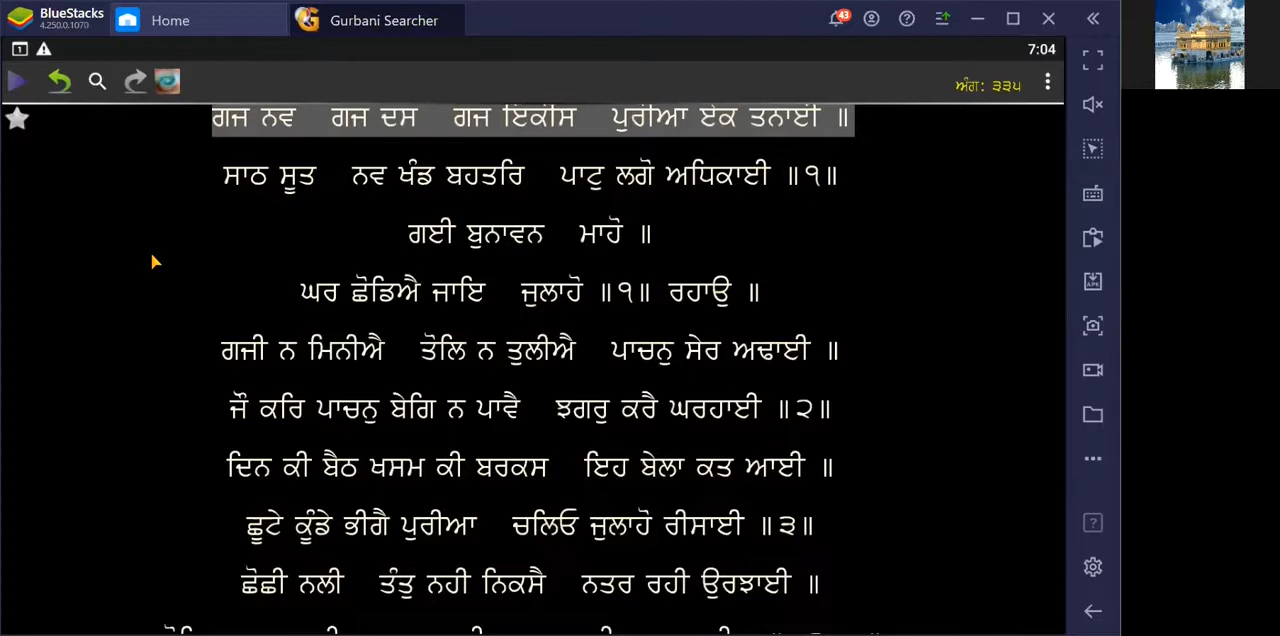 BlueStacks
4.250.0.1070
Home
Gurbani Searcher
43
7:04
ਅੰਗ: ੩੩੫
ਗਜ ਨਵ ਗਜ ਦਸ ਗਜ ਇਕੀਸ ਪੁਰੀਆ ਏਕ ਤਨਾਈ ॥
ਸਾਠ ਸੂਤ ਨਵ ਖੰਡ ਬਹਤਰਿ ਪਾਟੁ ਲਗੋ ਅਧਿਕਾਈ ॥੧॥
ਗਈ ਬੁਨਾਵਨ ਮਾਹੋ ॥
ਘਰ ਛੋਡਿਐ ਜਾਇ ਜੁਲਾਹੋ ॥੧॥ ਰਹਾਉ ॥
ਗਜੀ ਨ ਮਿਨੀਐ ਤੋਲਿ ਨ ਤੁਲੀਐ ਪਾਚਨੁ ਸੇਰ ਅਢਾਈ ॥
ਜੌ ਕਰਿ ਪਾਚਨੁ ਬੇਗਿ ਨ ਪਾਵੈ ਝਗਰੁ ਕਰੈ ਘਰਹਾਈ ॥੨॥
ਦਿਨ ਕੀ ਬੈਠ ਖਸਮ ਕੀ ਬਰਕਸ ਇਹ ਬੇਲਾ ਕਤ ਆਈ ॥
ਛੂਟੇ ਕੂੰਡੇ ਭੀਗੈ ਪੁਰੀਆ ਚਲਿਓ ਜੁਲਾਹੋ ਰੀਸਾਈ ॥੩॥
ਛੋਛੀ ਨਲੀ ਤੰਤੁ ਨਹੀ ਨਿਕਸੈ ਨਤਰ ਰਹੀ ਉਰਝਾਈ ॥